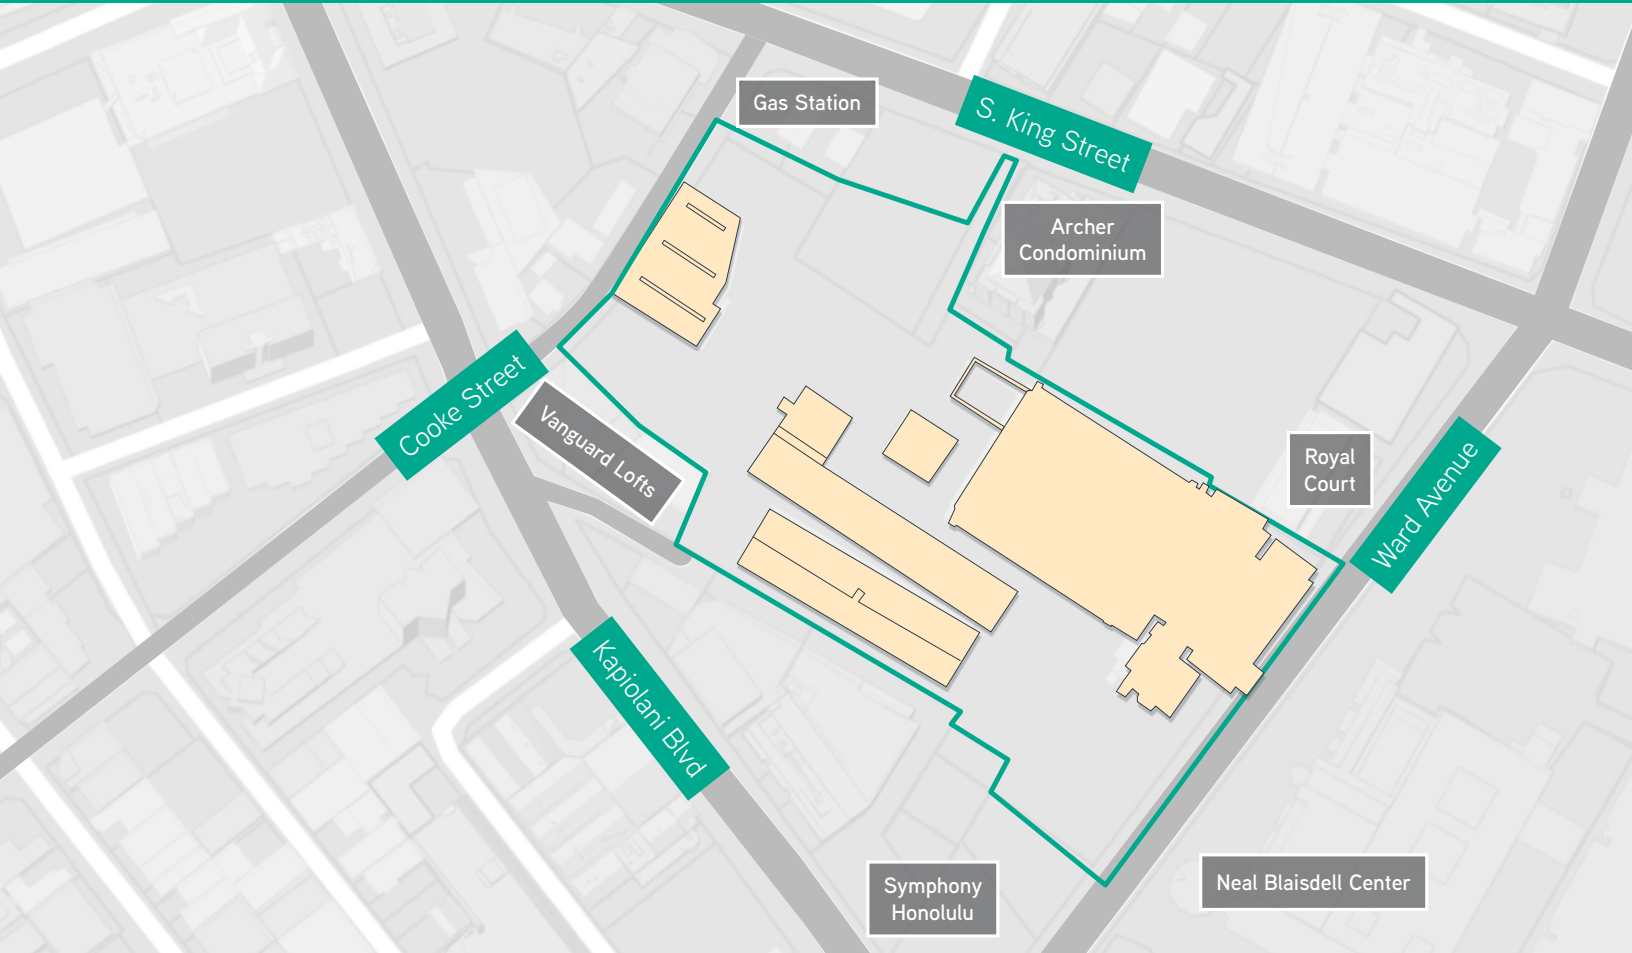 Gas Station
S. King Street
Archer
Condominium
Cooke Street
Vanguard Lofts
Royal
Court
Ward Avenue
Kapiolani Blvd
Symphony
Honolulu
Neal Blaisdell Center